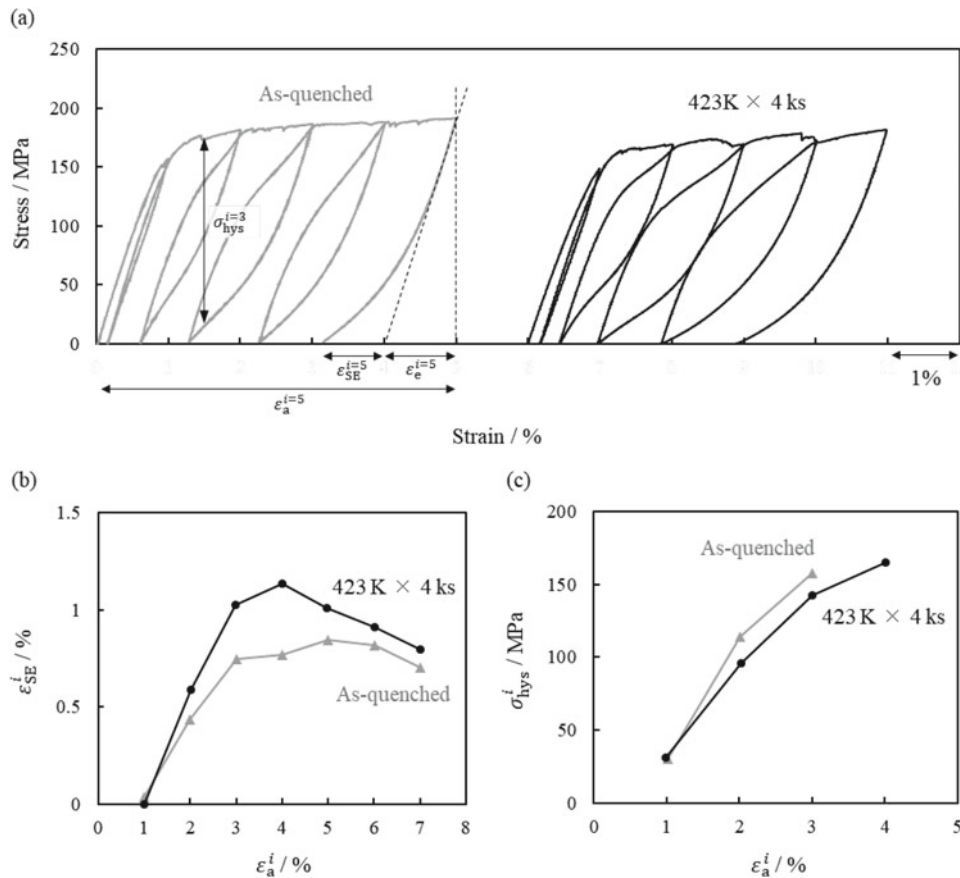 (a)
250
200
150
100
50
0
Stress / MPa
As-quenched
423K × 4 ks
σ_hys^{i=3}
ε_SE^{i=5}
ε_e^{i=5}
ε_a^{i=5}
1%
Strain / %
(b)
1.5
1
0.5
0
ε_SE^i / %
423 K × 4 ks
As-quenched
0 1 2 3 4 5 6 7 8
ε_a^i / %
(c)
200
150
100
50
0
σ_hys^i / MPa
As-quenched
423 K × 4 ks
0 1 2 3 4 5
ε_a^i / %